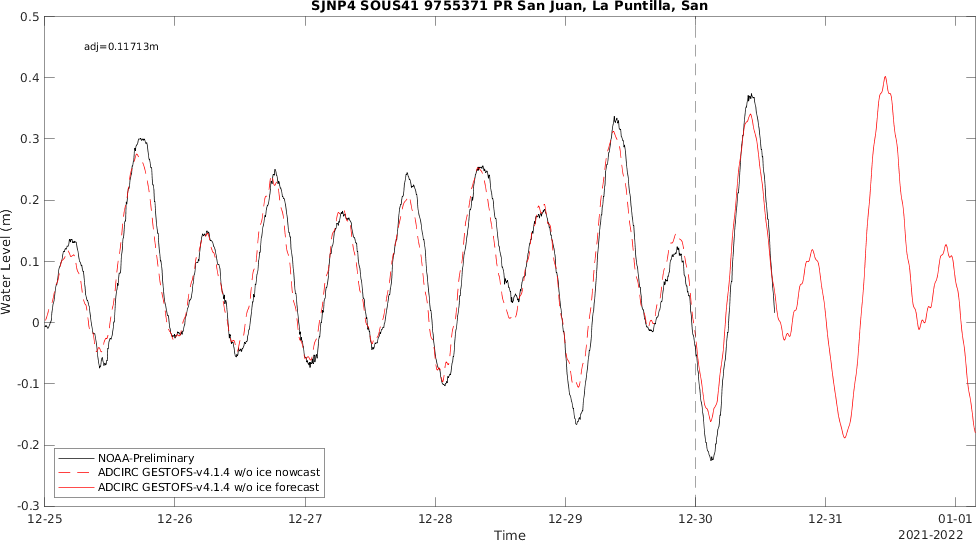 SJNP4 SOUS41 9755371 PR San Juan, La Puntilla, San
adj=0.11713m
0.5
0.4
0.3
0.2
0.1
0
-0.1
-0.2
-0.3
Water Level (m)
NOAA-Preliminary
ADCIRC GESTOFS-v4.1.4 w/o ice nowcast
ADCIRC GESTOFS-v4.1.4 w/o ice forecast
12-25 12-26 12-27 12-28 12-29 12-30 12-31 01-01
Time
2021-2022